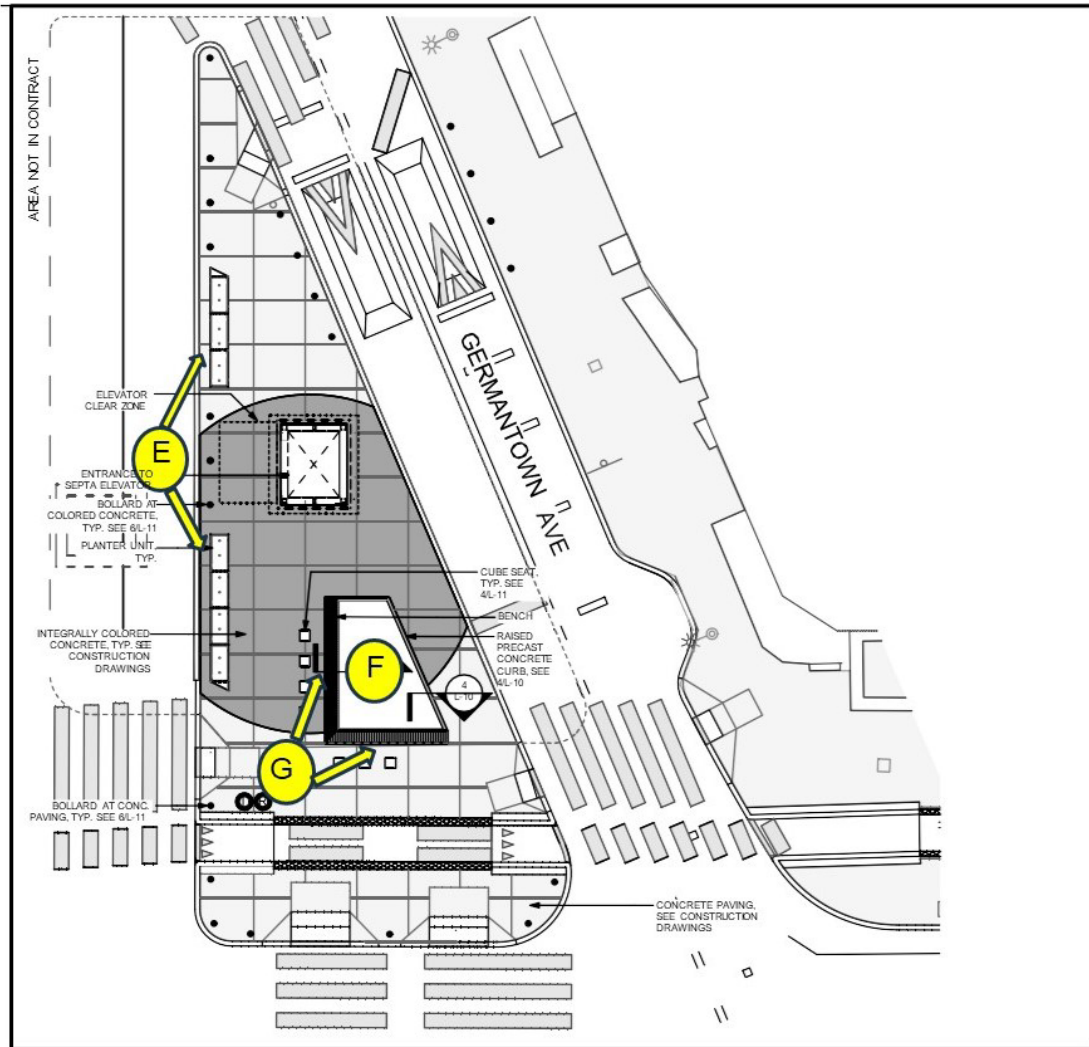 AREA NOT IN CONTRACT
GERMANTOWN AVE
ELEVATOR
CLEAR ZONE
E
ENTRANCE TO
SEPTA ELEVATOR
BOLLARD AT
COLORED CONCRETE,
TYP. SEE 6/L-11
PLANTER UNIT,
TYP.
CUBE SEAT,
TYP. SEE
4/L-11
BENCH
INTEGRALLY COLORED
CONCRETE, TYP. SEE
CONSTRUCTION
DRAWINGS
RAISED
PRECAST
CONCRETE
CURB, SEE
4/L-10
F
4
L-10
G
BOLLARD AT CONC.
PAVING, TYP. SEE 6/L-11
CONCRETE PAVING,
SEE CONSTRUCTION
DRAWINGS